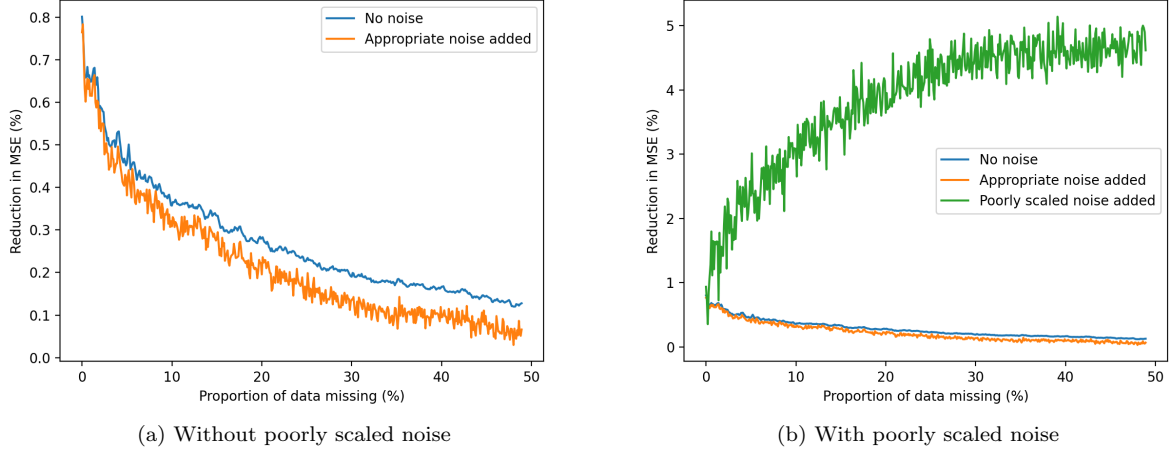 0.8
0.7
0.6
0.5
0.4
0.3
0.2
0.1
0.0
Reduction in MSE (%)
No noise
Appropriate noise added
0 10 20 30 40 50
Proportion of data missing (%)
(a) Without poorly scaled noise
5
4
3
2
1
0
Reduction in MSE (%)
No noise
Appropriate noise added
Poorly scaled noise added
0 10 20 30 40 50
Proportion of data missing (%)
(b) With poorly scaled noise